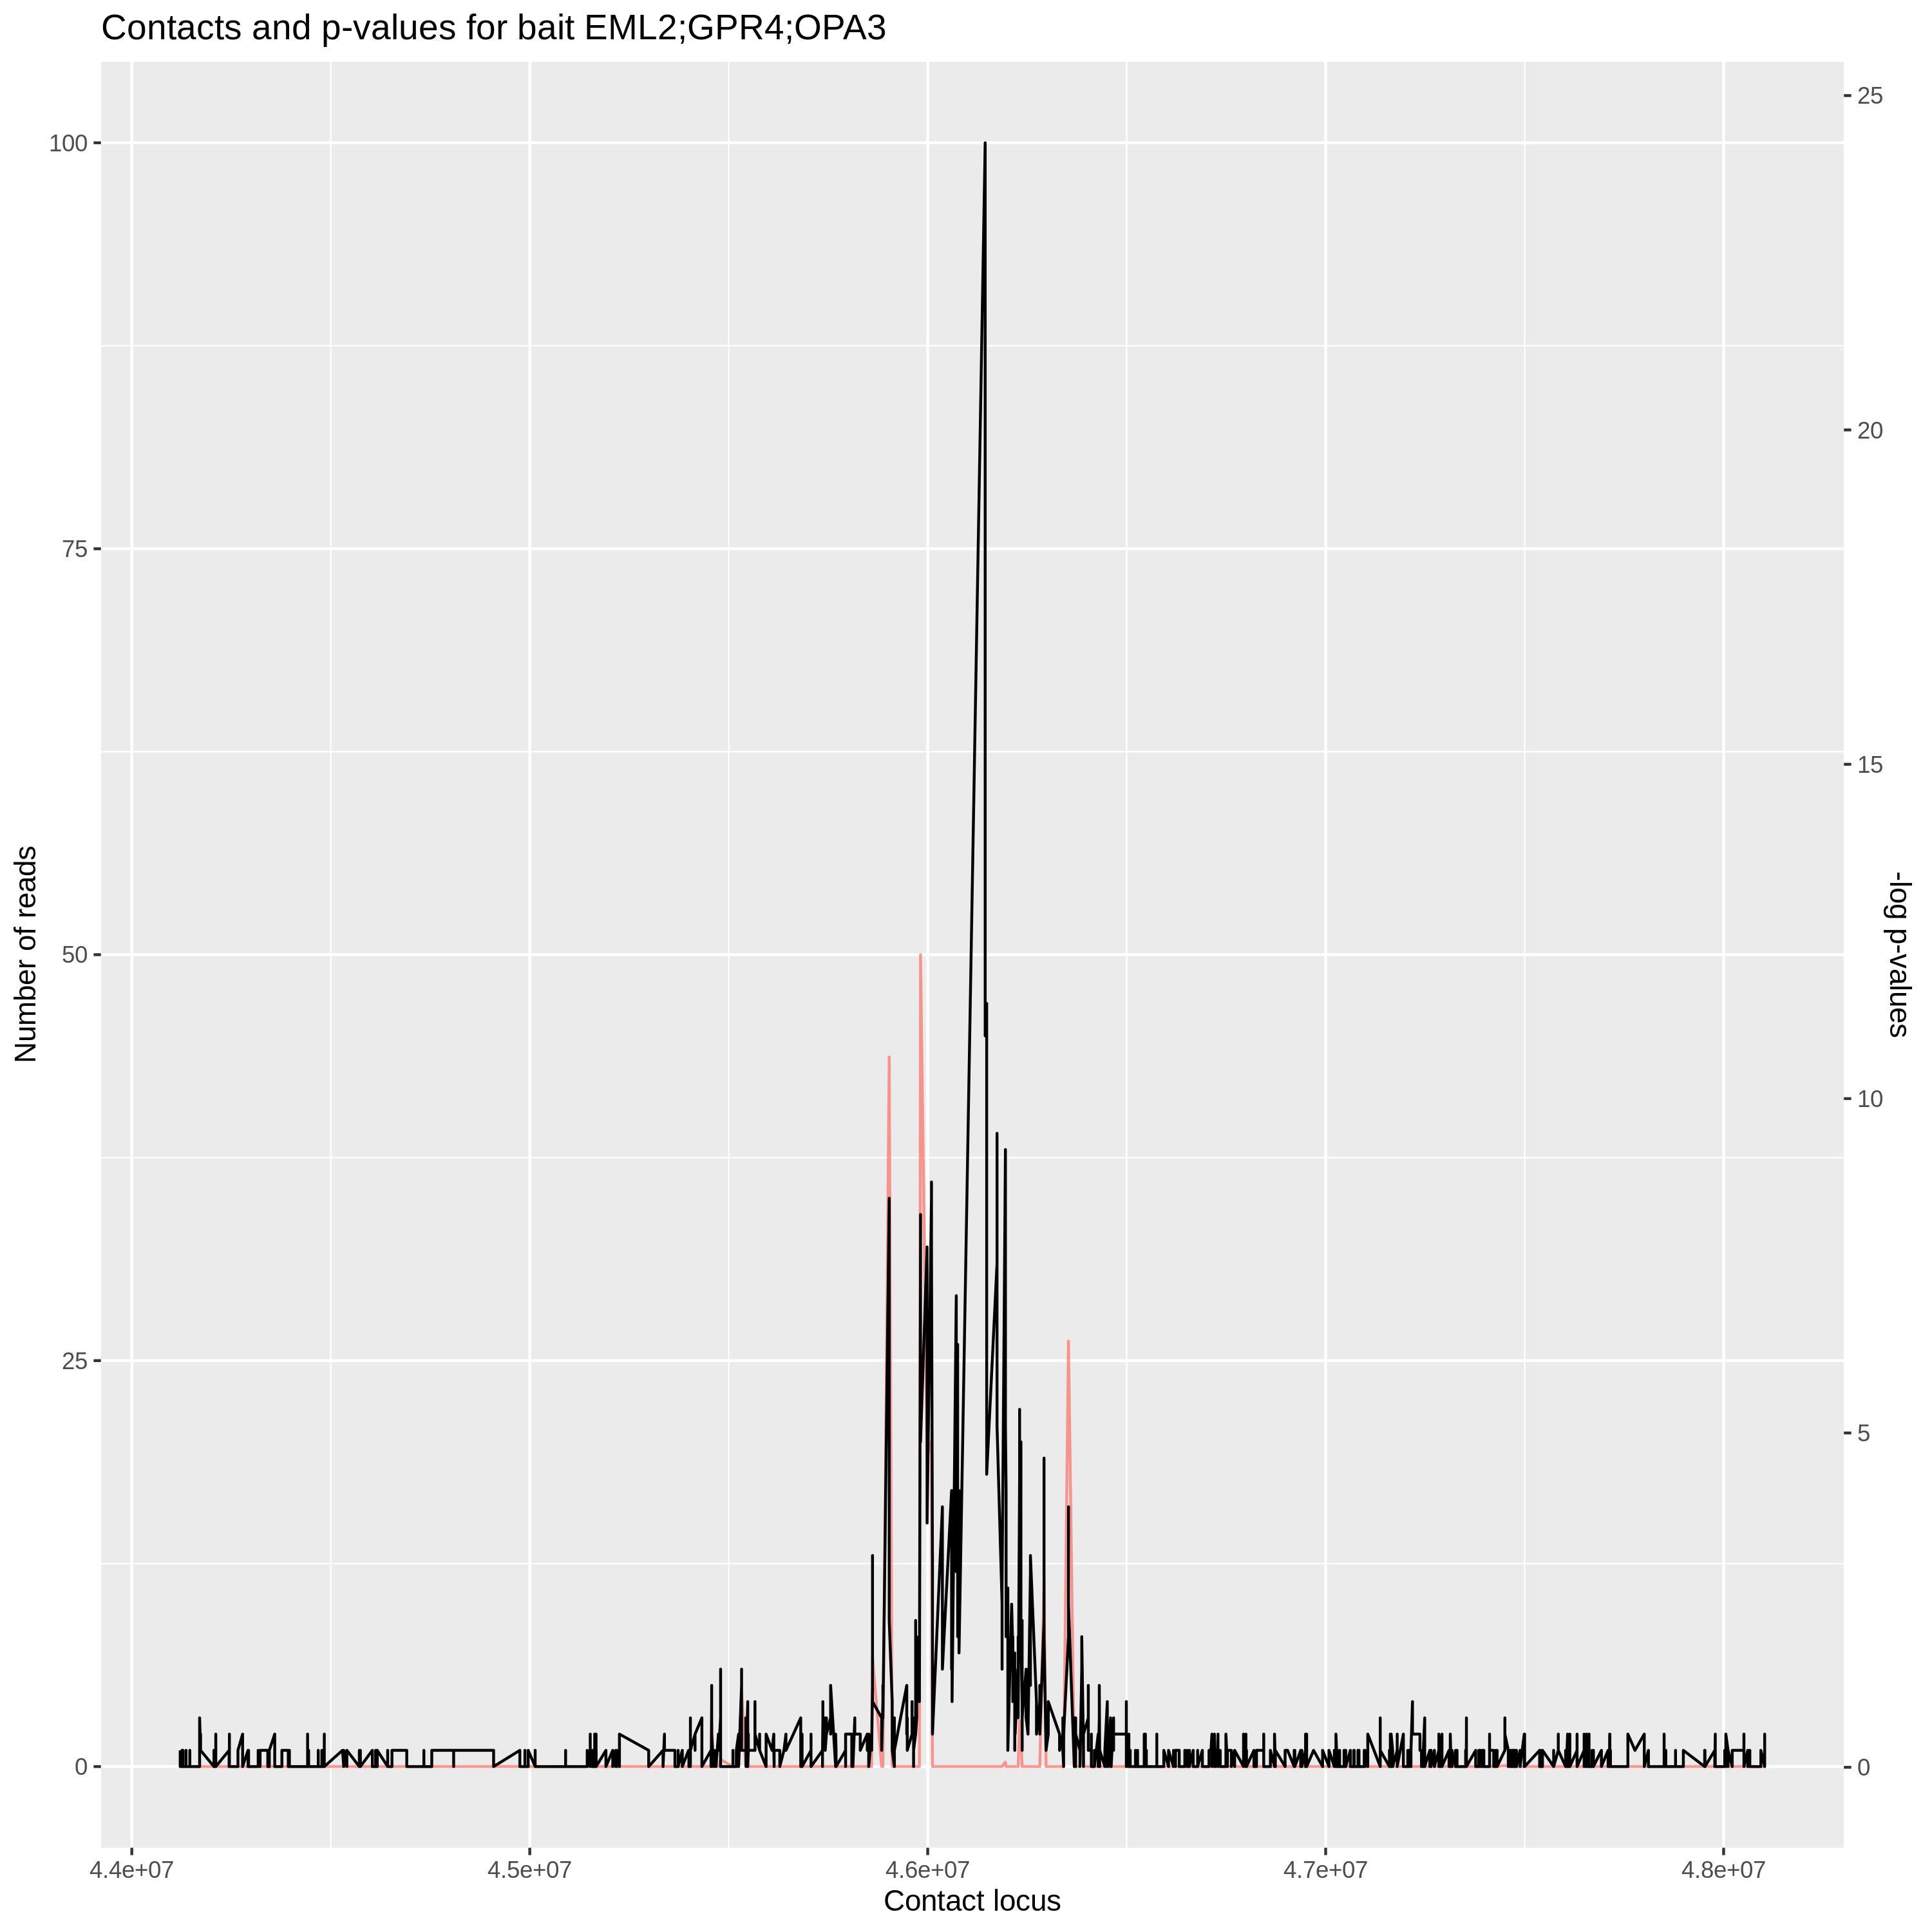 Contacts and p-values for bait EML2;GPR4;OPA3
100
75
50
25
0
Number of reads
25
20
15
10
5
0
-log p-values
4.4e+07
4.5e+07
4.6e+07
4.7e+07
4.8e+07
Contact locus